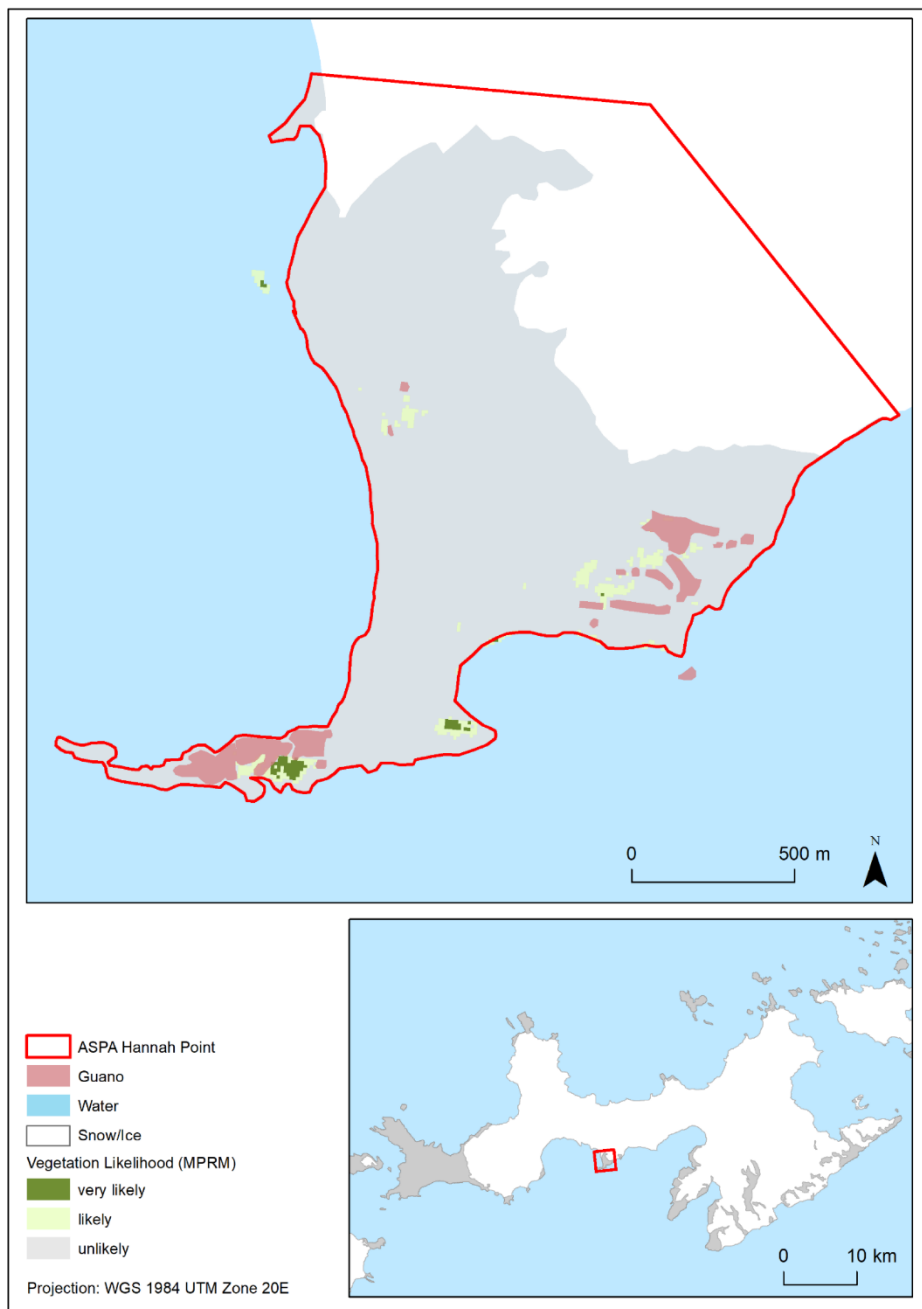 N
0 500 m
ASPA Hannah Point
Guano
Water
Snow/Ice
Vegetation Likelihood (MPRM)
very likely
likely
unlikely
Projection: WGS 1984 UTM Zone 20E
0 10 km